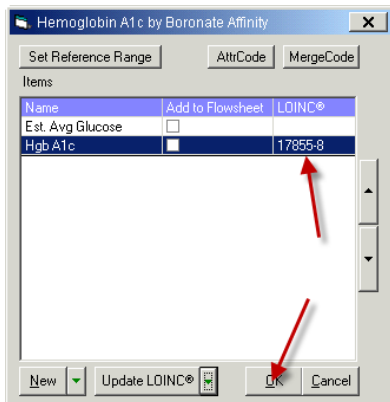 Hemoglobin A1c by Boronate Affinity
Set Reference Range AttrCode MergeCode
Items
Name Add to Flowsheet LOINC®
Est. Avg Glucose
Hgb A1c 17855-8
New Update LOINC® OK Cancel